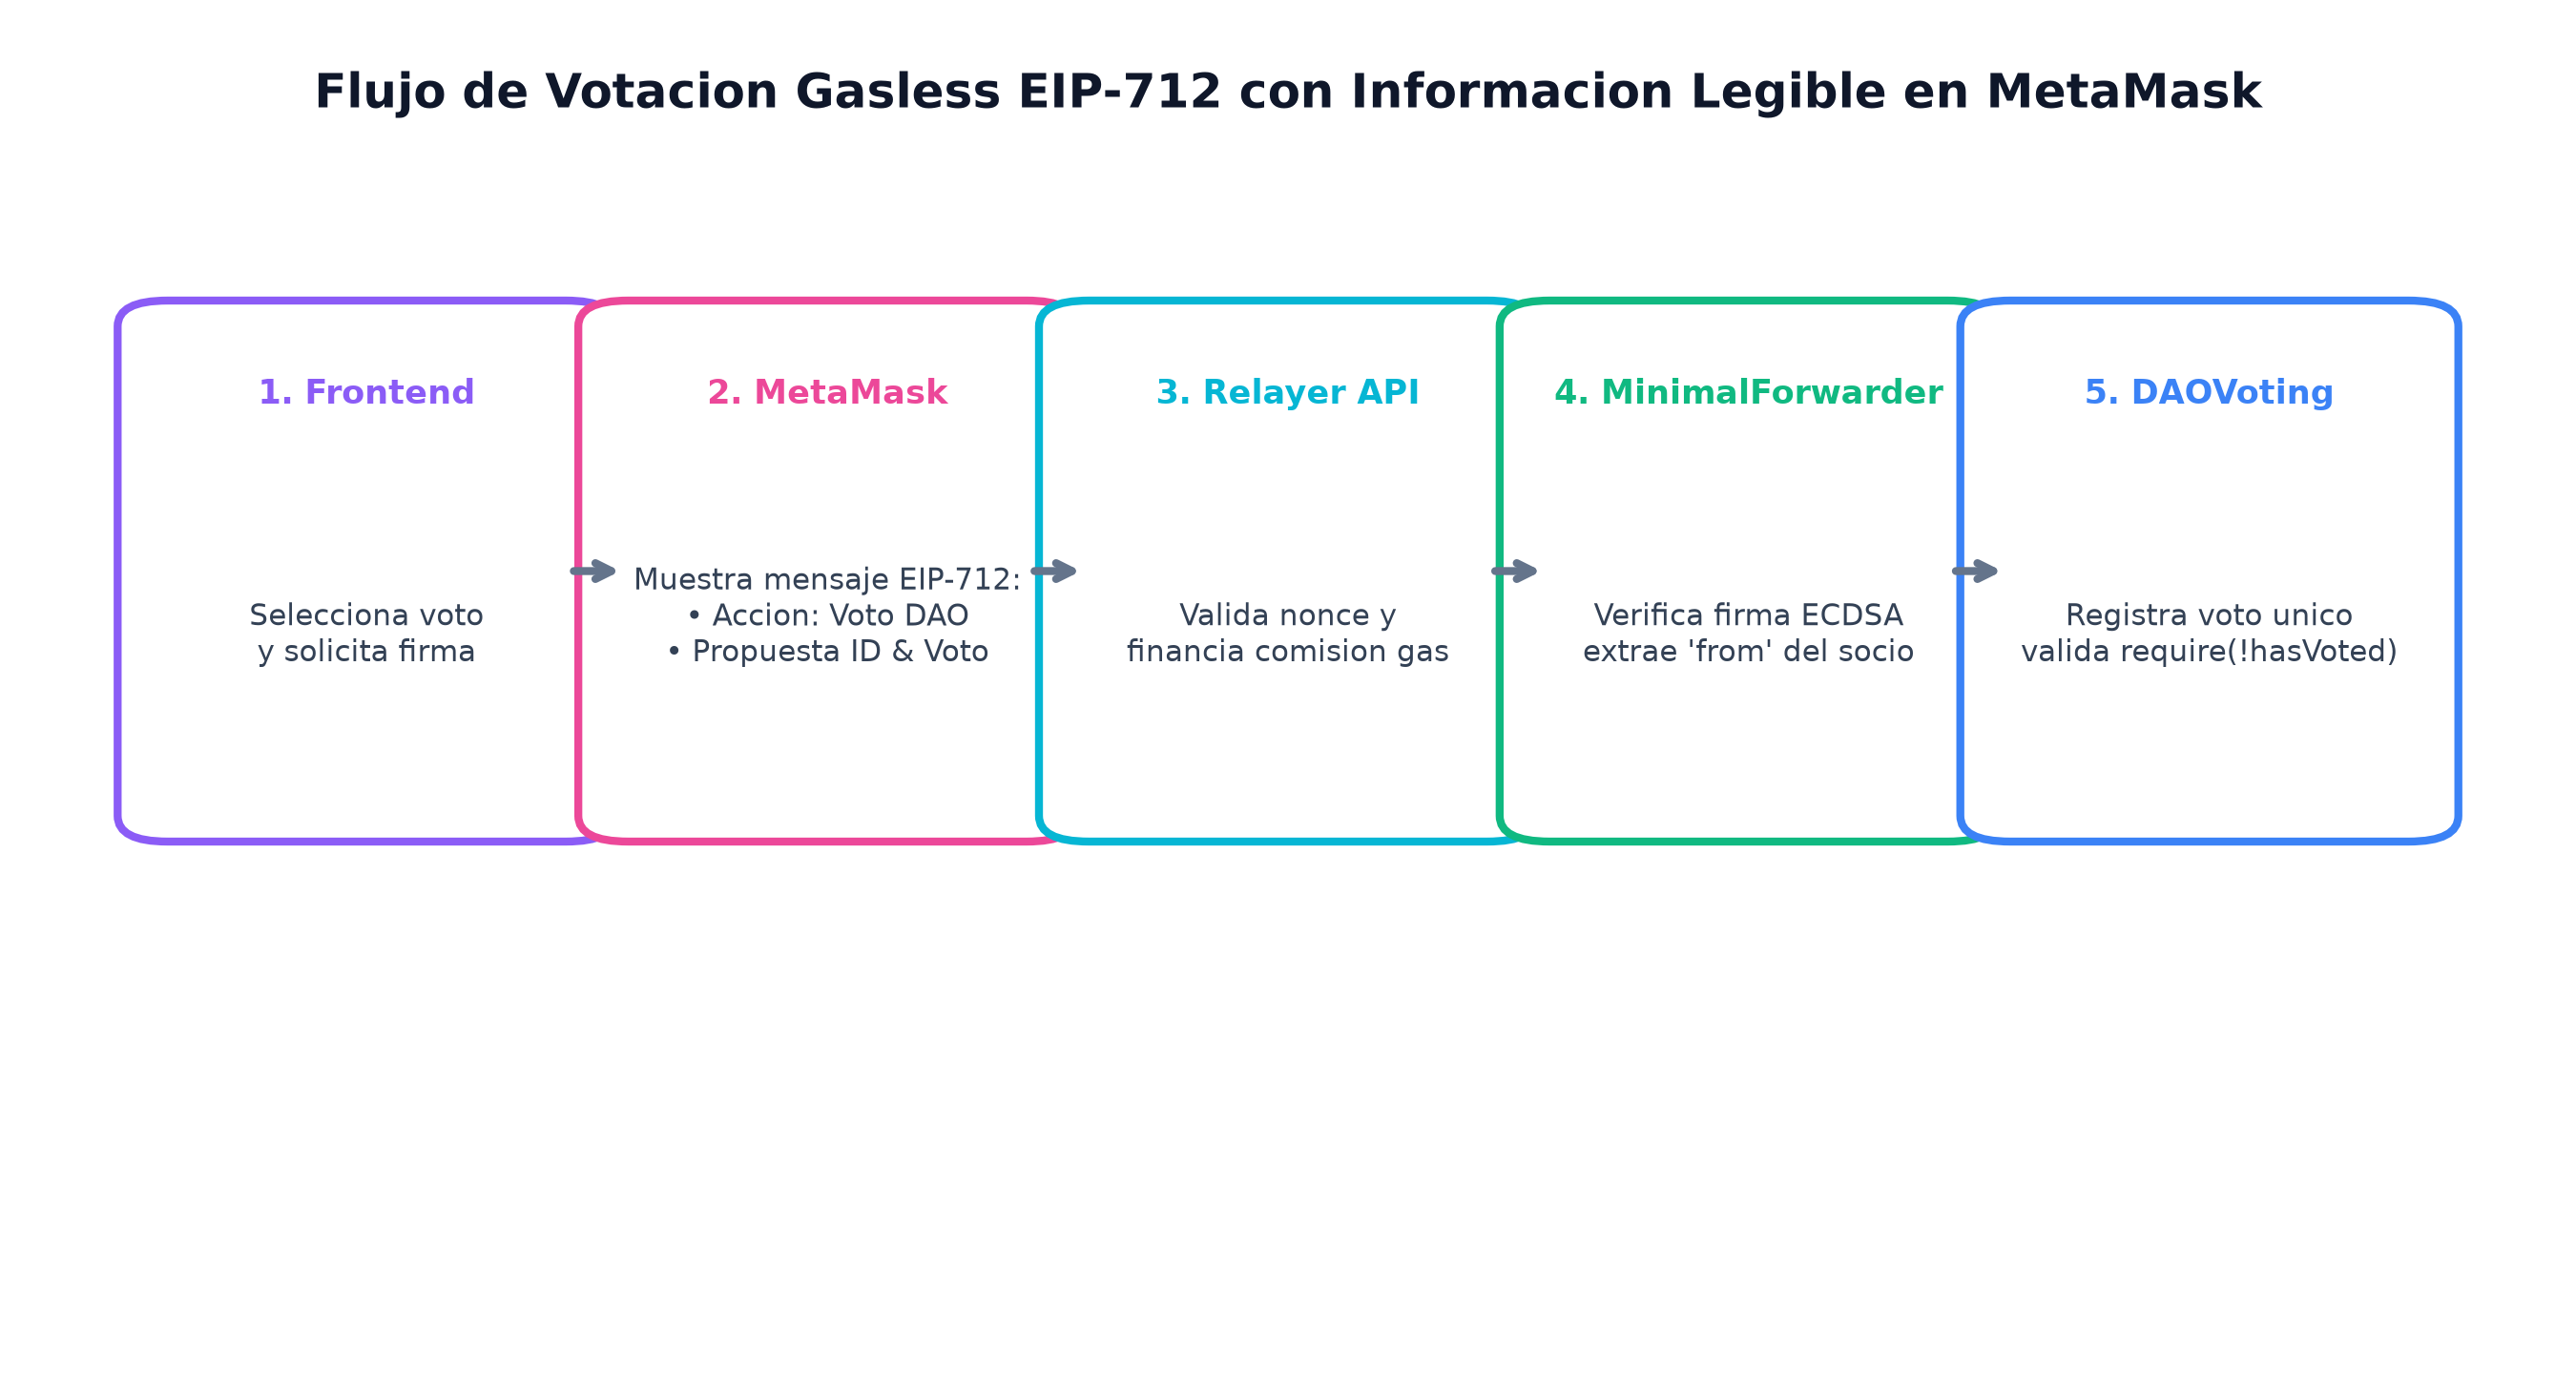 Flujo de Votacion Gasless EIP-712 con Informacion Legible en MetaMask
1. Frontend
Selecciona voto
y solicita firma
2. MetaMask
Muestra mensaje EIP-712:
• Accion: Voto DAO
• Propuesta ID & Voto
3. Relayer API
Valida nonce y
financia comision gas
4. MinimalForwarder
Verifica firma ECDSA
extrae 'from' del socio
5. DAOVoting
Registra voto unico
valida require(!hasVoted)